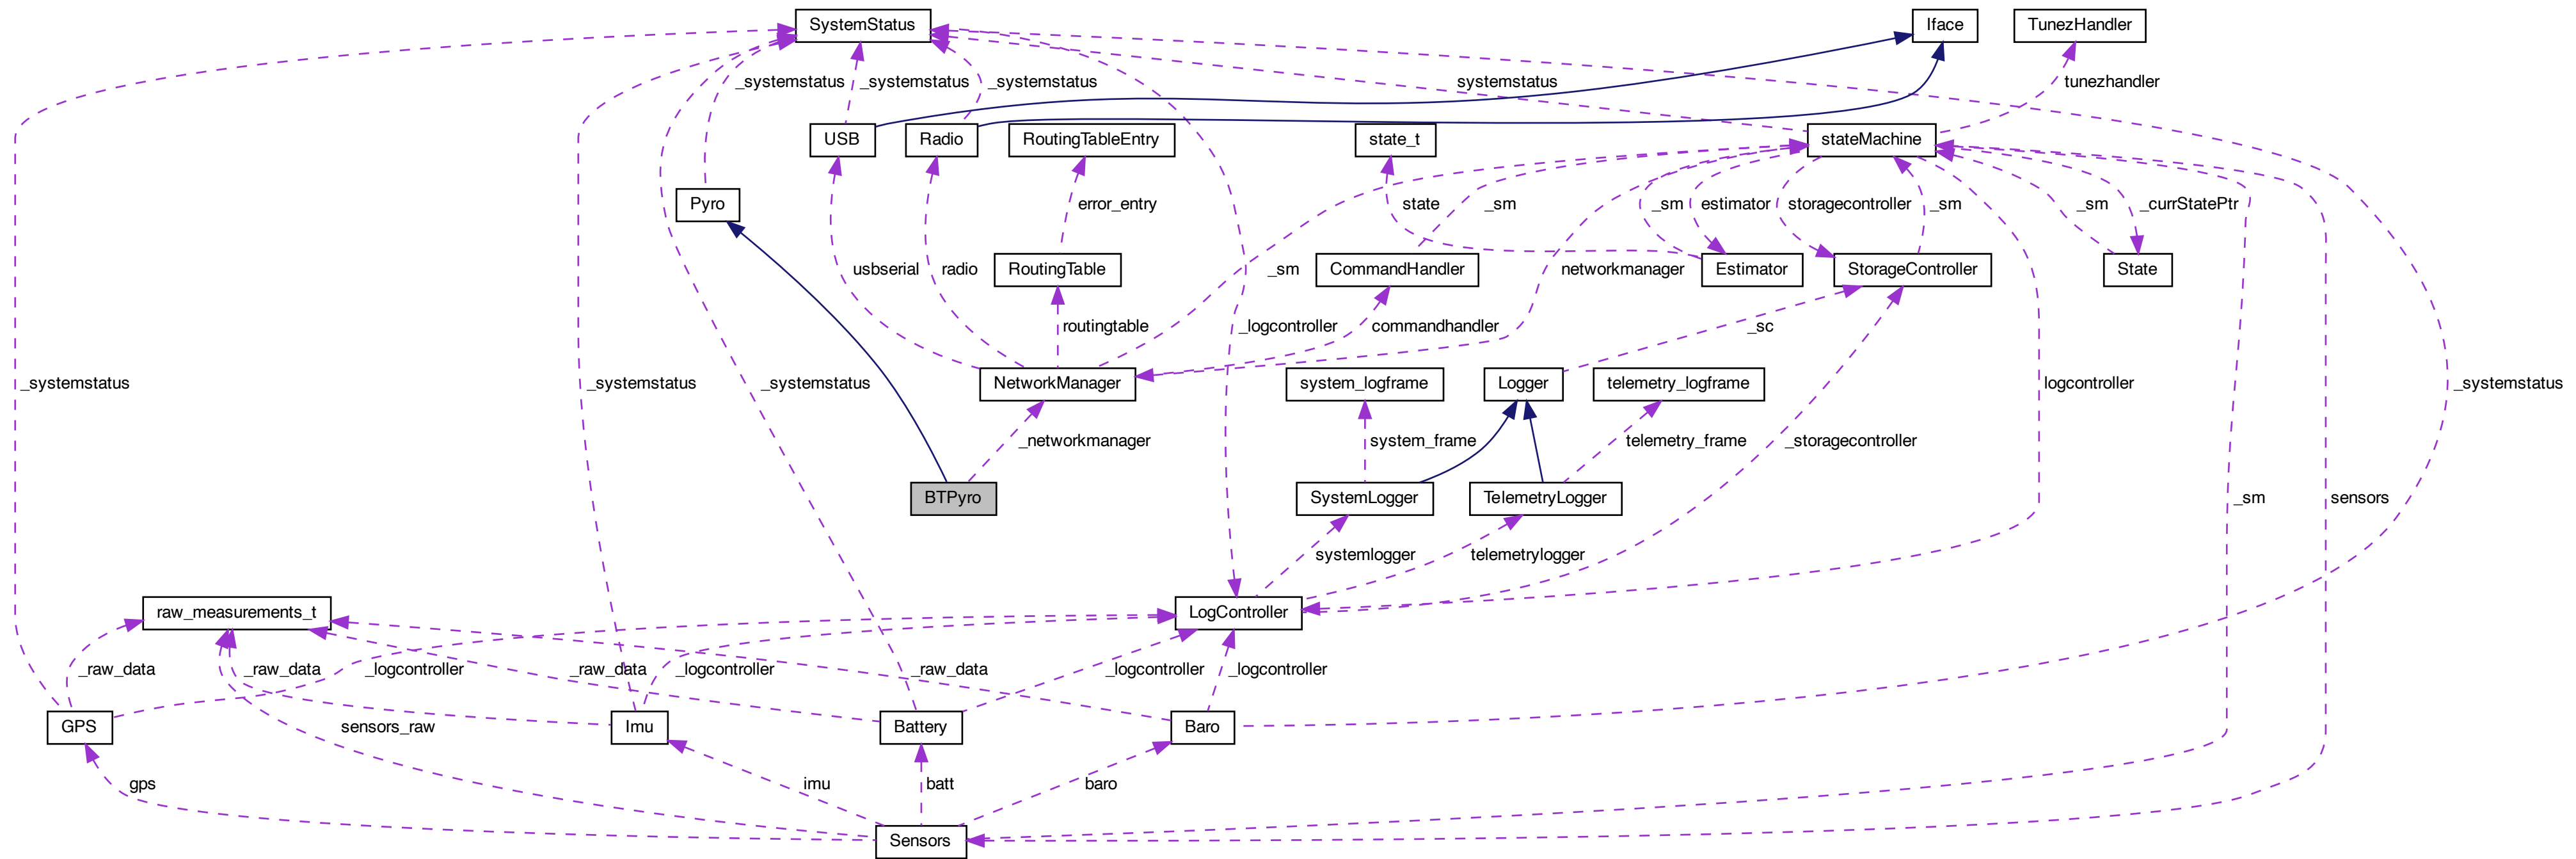 SystemStatus
Iface
TunezHandler
_systemstatus
_systemstatus
_systemstatus
systemstatus
tunezhandler
USB
Radio
RoutingTableEntry
state_t
stateMachine
Pyro
error_entry
state
_sm
_sm
estimator
storagecontroller
_sm
_sm
_currStatePtr
usbserial
radio
RoutingTable
_sm
CommandHandler
networkmanager
Estimator
StorageController
State
routingtable
_logcontroller
commandhandler
_sc
_systemstatus
_systemstatus
_systemstatus
NetworkManager
system_logframe
Logger
telemetry_logframe
logcontroller
_systemstatus
_networkmanager
system_frame
telemetry_frame
_storagecontroller
BTPyro
SystemLogger
TelemetryLogger
_sm
sensors
systemlogger
telemetrylogger
raw_measurements_t
LogController
_raw_data
_raw_data
_logcontroller
_raw_data
_logcontroller
_raw_data
_logcontroller
_logcontroller
GPS
sensors_raw
Imu
Battery
Baro
gps
imu
batt
baro
Sensors